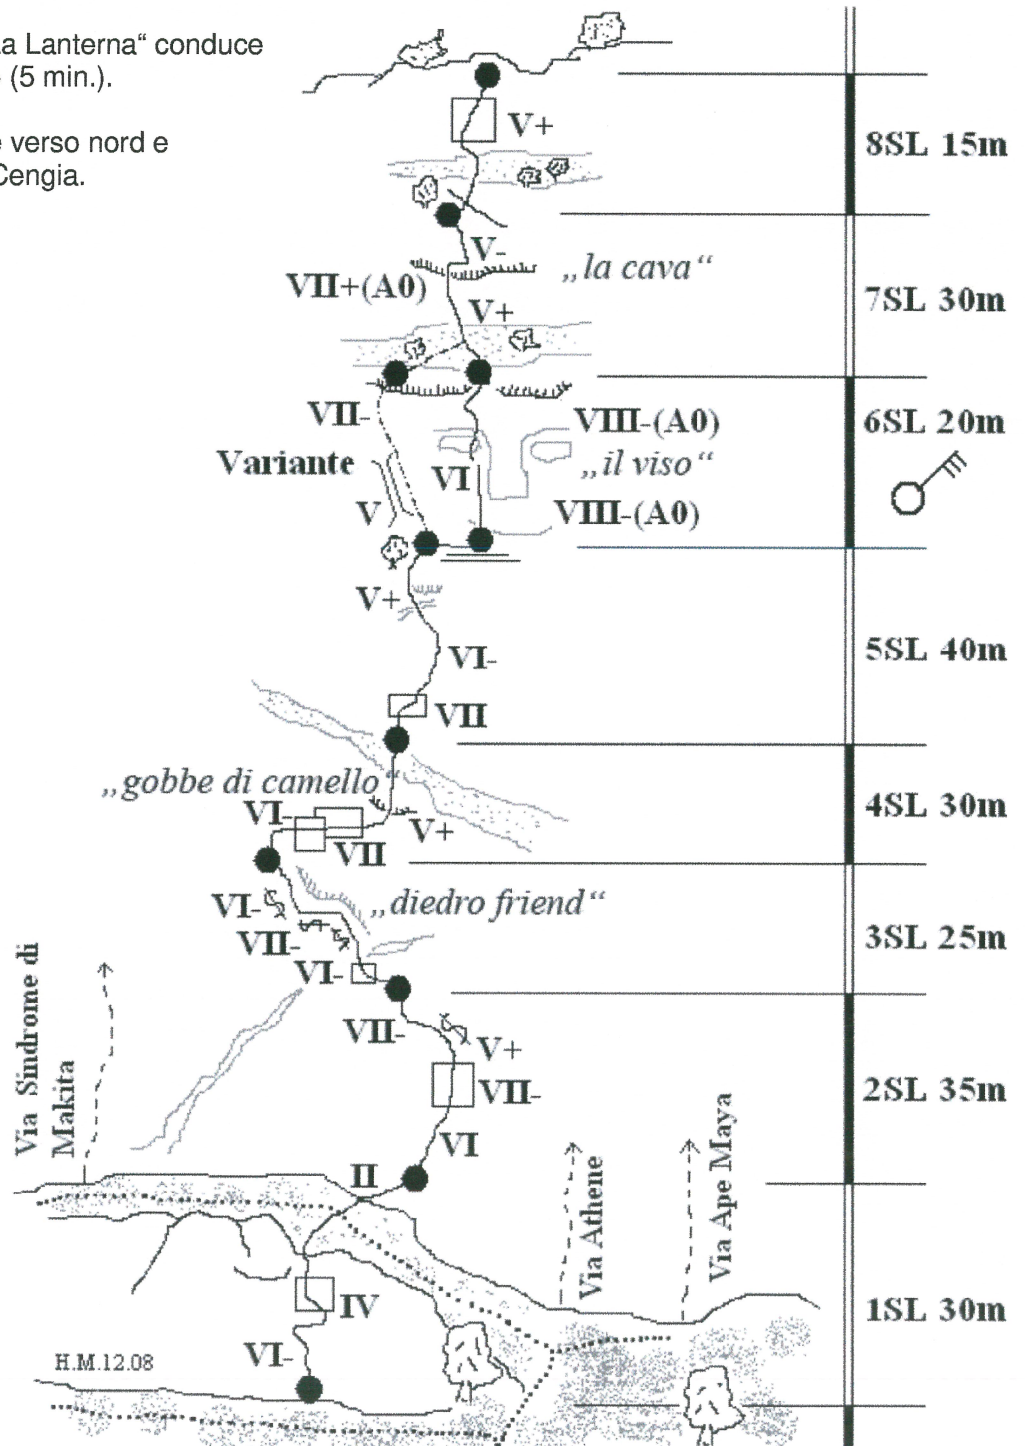 La Lanterna“ conduce
(5 min.).
verso nord e
Cengia.
V+
8SL 15m
V-
„la cava“
VII+(A0)
V+
7SL 30m
VII-
VIII-(A0)
6SL 20m
Variante
VI
„il viso“
V
VIII-(A0)
V+
VI-
5SL 40m
VII
„gobbe di camello“
VI-
V+
4SL 30m
VII
VI-
„diedro friend“
VII-
3SL 25m
VI-
Via Sindrome di
Makita
VII-
V+
VII-
2SL 35m
VI
II
Via Athene
Via Ape Maya
IV
1SL 30m
VI-
H.M.12.08